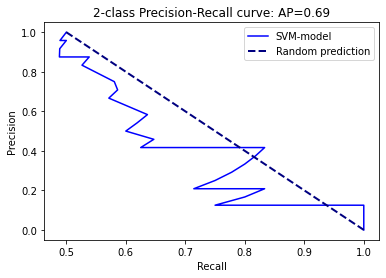 2-class Precision-Recall curve: AP=0.69
SVM-model
Random prediction
Precision
1.0
0.8
0.6
0.4
0.2
0.0
0.5 0.6 0.7 0.8 0.9 1.0
Recall